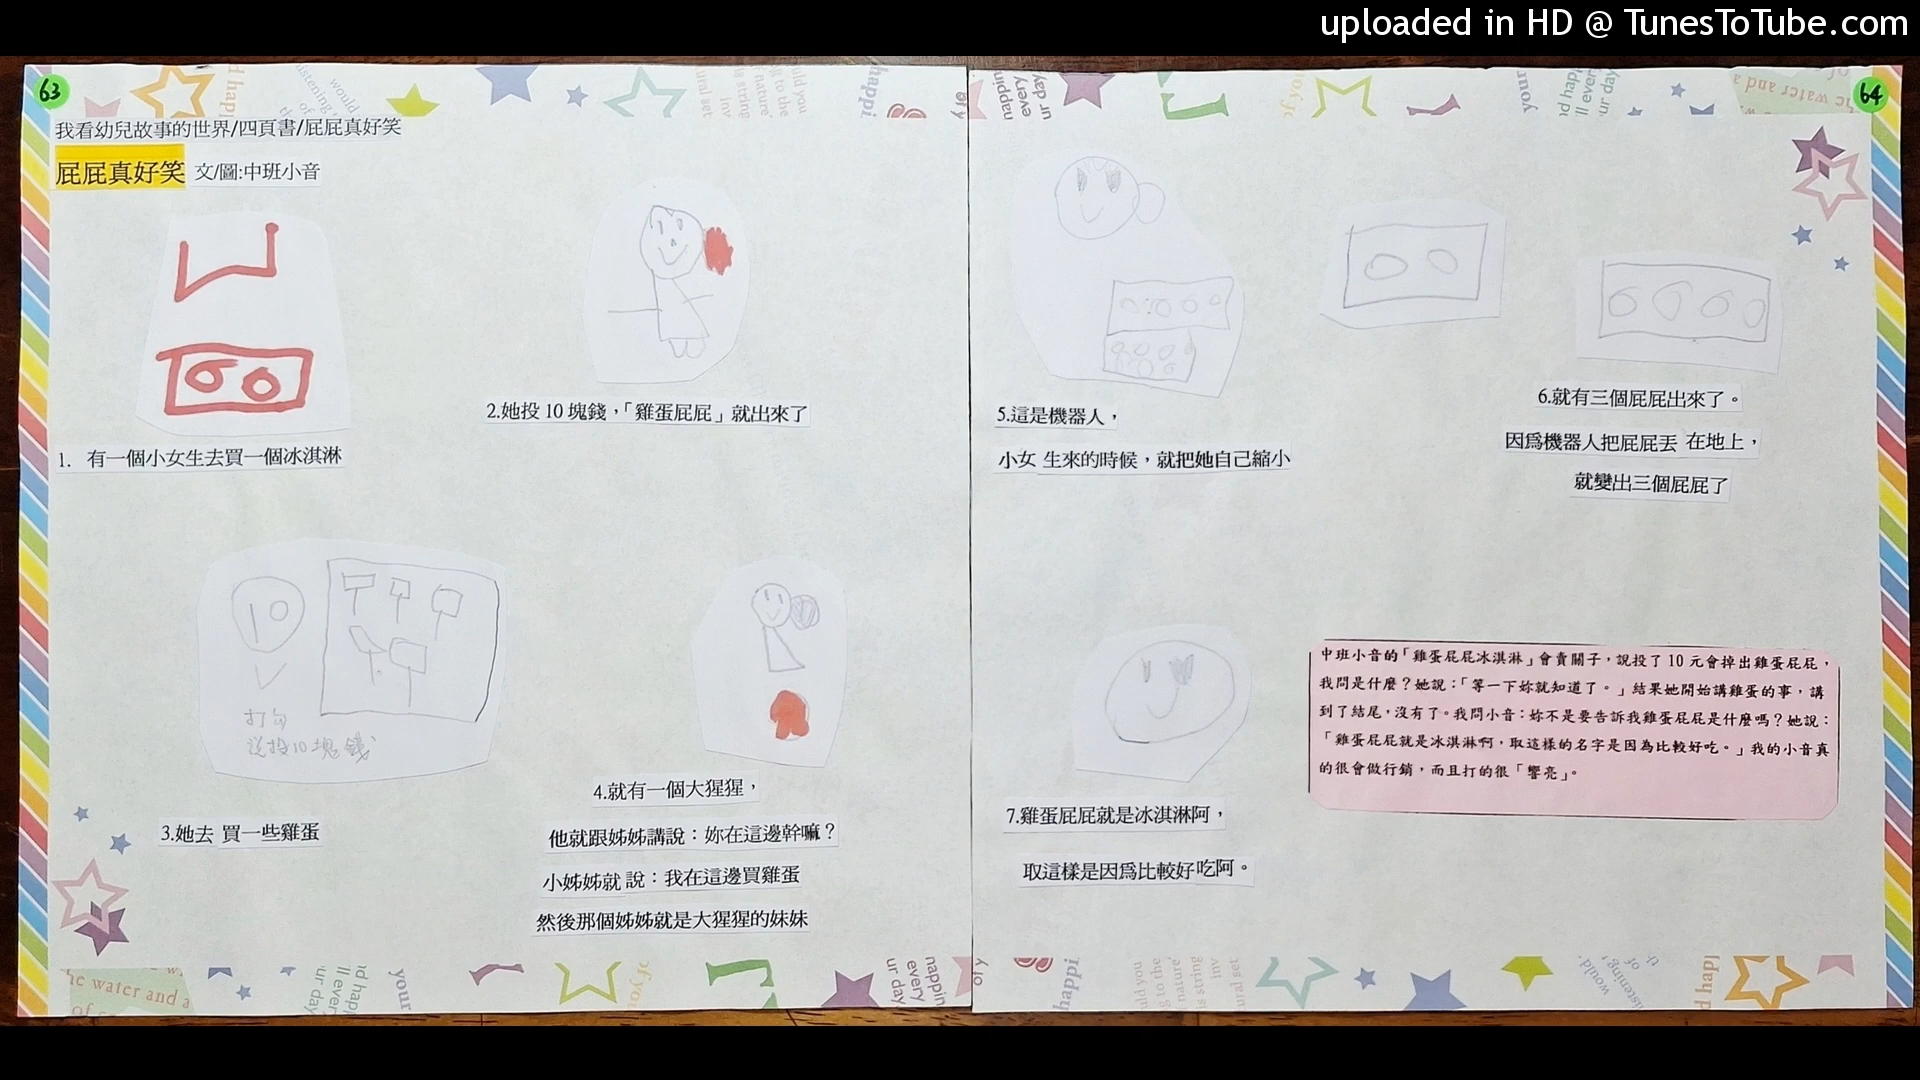 uploaded in HD @ TunesToTube.com
63
64
我看幼兒故事的世界/四頁書/屁屁真好笑
屁屁真好笑 文/圖:中班小音
1. 有一個小女生去買一個冰淇淋
2.她投 10 塊錢，「雞蛋屁屁」就出來了
10
打勾
說投10塊錢
3.她去 買一些雞蛋
4.就有一個大猩猩，
他就跟姊姊講說：妳在這邊幹嘛？
小姊姊就 說：我在這邊買雞蛋
然後那個姊姊就是大猩猩的妹妹
5.這是機器人，
小女 生來的時候，就把她自己縮小
6.就有三個屁屁出來了。
因爲機器人把屁屁丟 在地上，
就變出三個屁屁了
7.雞蛋屁屁就是冰淇淋阿，
取這樣是因爲比較好吃阿。
中班小音的「雞蛋屁屁冰淇淋」會賣關子，說投了 10 元會掉出雞蛋屁屁，
我問是什麼？她說：「等一下妳就知道了。」結果她開始講雞蛋的事，講
到了結尾，沒有了。我問小音：妳不是要告訴我雞蛋屁屁是什麼嗎？她說：
「雞蛋屁屁就是冰淇淋啊，取這樣的名字是因為比較好吃。」我的小音真
的很會做行銷，而且打的很「響亮」。